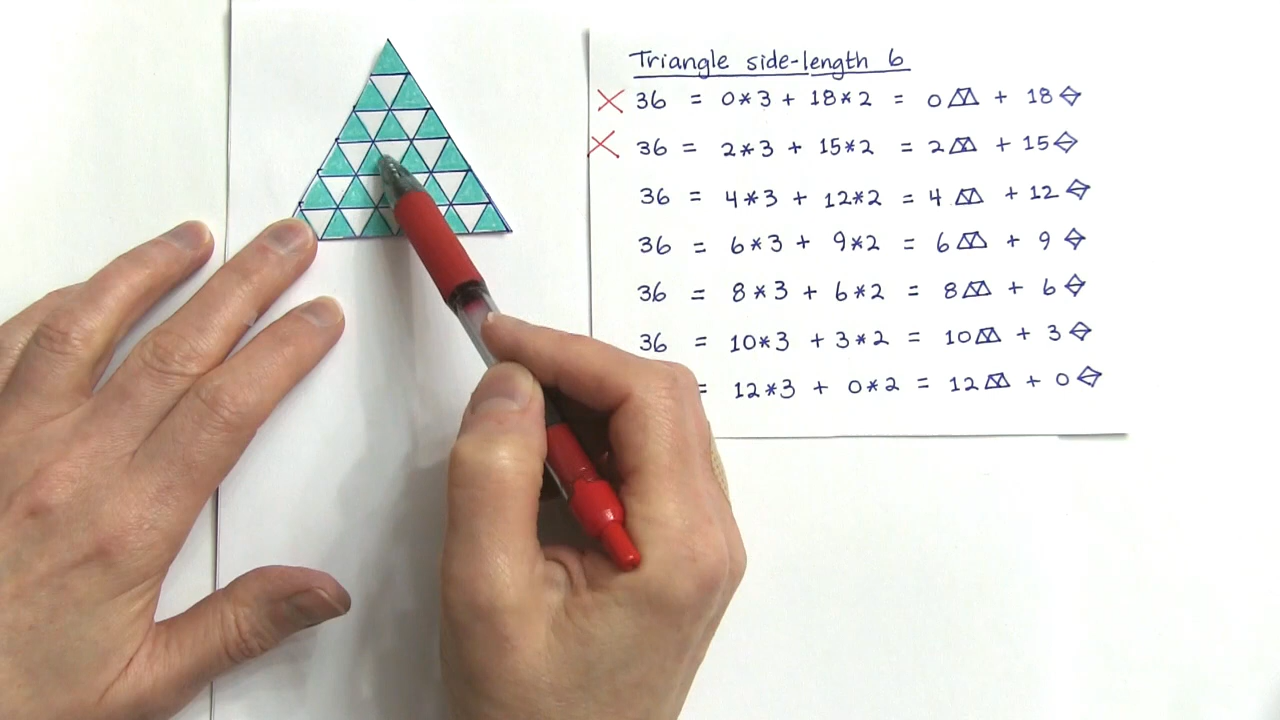 Triangle side-length 6
✗ 36 = 0*3 + 18*2 = 0 + 18
✗ 36 = 2*3 + 15*2 = 2 + 15
36 = 4*3 + 12*2 = 4 + 12
36 = 6*3 + 9*2 = 6 + 9
36 = 8*3 + 6*2 = 8 + 6
36 = 10*3 + 3*2 = 10 + 3
= 12*3 + 0*2 = 12 + 0